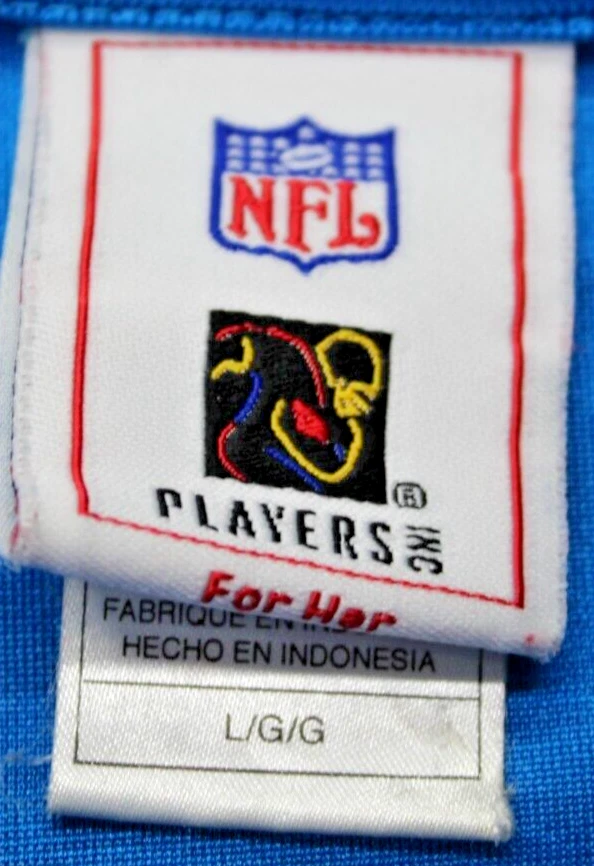 NFL
PLAYERS INC
®
For Her
FABRIQUE EN
HECHO EN INDONESIA
L/G/G